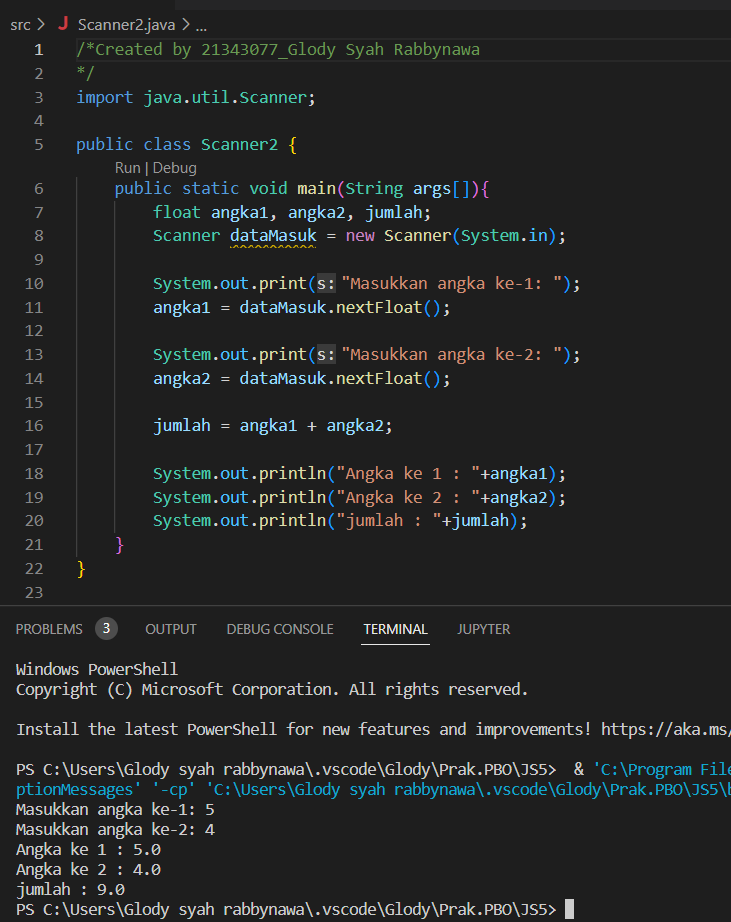 src > J Scanner2.java > ...
1 /*Created by 21343077_Glody Syah Rabbynawa
2 */
3 import java.util.Scanner;
4
5 public class Scanner2 {
Run | Debug
6 public static void main(String args[]){
7 float angka1, angka2, jumlah;
8 Scanner dataMasuk = new Scanner(System.in);
9
10 System.out.print(s: "Masukkan angka ke-1: ");
11 angka1 = dataMasuk.nextFloat();
12
13 System.out.print(s: "Masukkan angka ke-2: ");
14 angka2 = dataMasuk.nextFloat();
15
16 jumlah = angka1 + angka2;
17
18 System.out.println("Angka ke 1 : "+angka1);
19 System.out.println("Angka ke 2 : "+angka2);
20 System.out.println("jumlah : "+jumlah);
21 }
22 }
23
PROBLEMS 3 OUTPUT DEBUG CONSOLE TERMINAL JUPYTER
Windows PowerShell
Copyright (C) Microsoft Corporation. All rights reserved.
Install the latest PowerShell for new features and improvements! https://aka.ms/
PS C:\Users\Glody syah rabbynawa\.vscode\Glody\Prak.PBO\JS5> & 'C:\Program File
ptionMessages' '-cp' 'C:\Users\Glody syah rabbynawa\.vscode\Glody\Prak.PBO\JS5\b
Masukkan angka ke-1: 5
Masukkan angka ke-2: 4
Angka ke 1 : 5.0
Angka ke 2 : 4.0
jumlah : 9.0
PS C:\Users\Glody syah rabbynawa\.vscode\Glody\Prak.PBO\JS5>